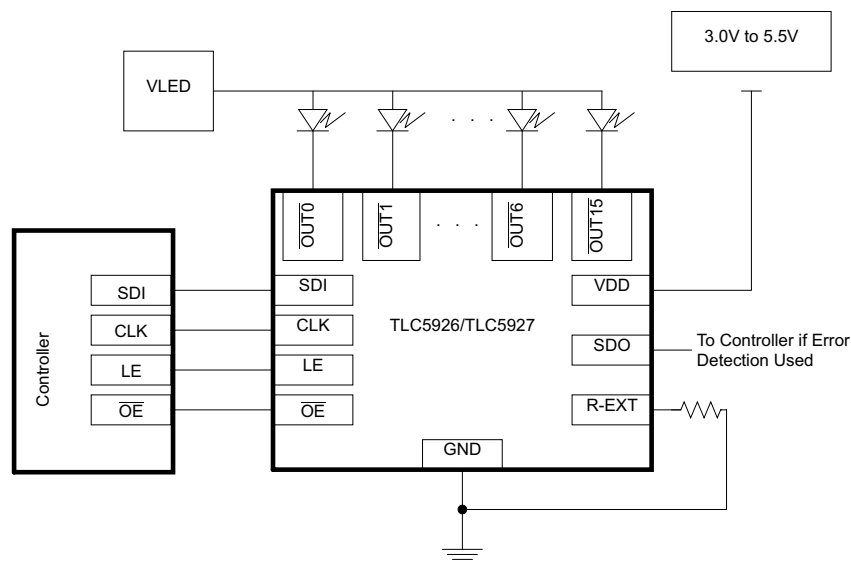 3.0V to 5.5V
VLED
. . .
OUT0
OUT1
. . .
OUT6
OUT15
Controller
SDI
CLK
LE
OE
SDI
CLK
LE
OE
TLC5926/TLC5927
VDD
SDO
R-EXT
GND
To Controller if Error
Detection Used